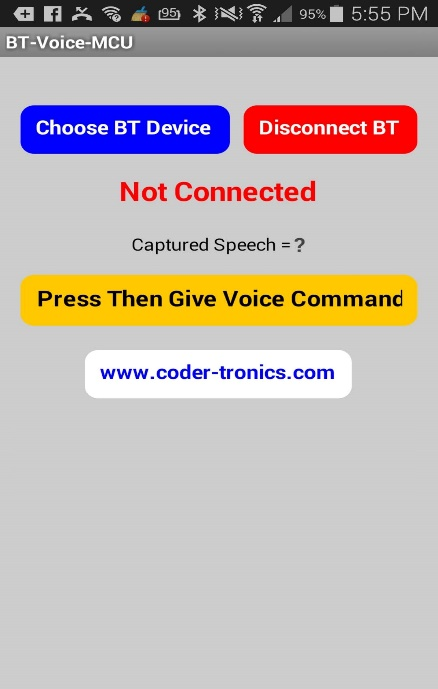 95 95% 5:55 PM
BT-Voice-MCU
Choose BT Device Disconnect BT
Not Connected
Captured Speech = ?
Press Then Give Voice Command
www.coder-tronics.com